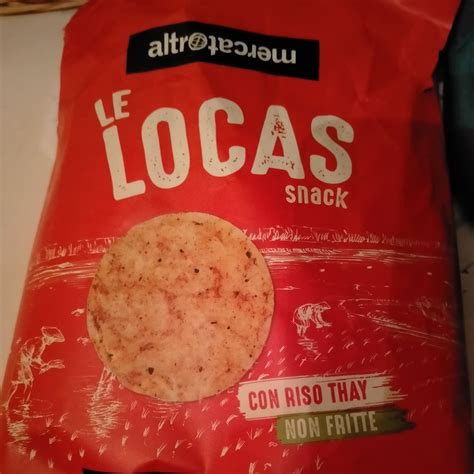 altromercato
LE
LOCAS
snack
CON RISO THAY
NON FRITTE